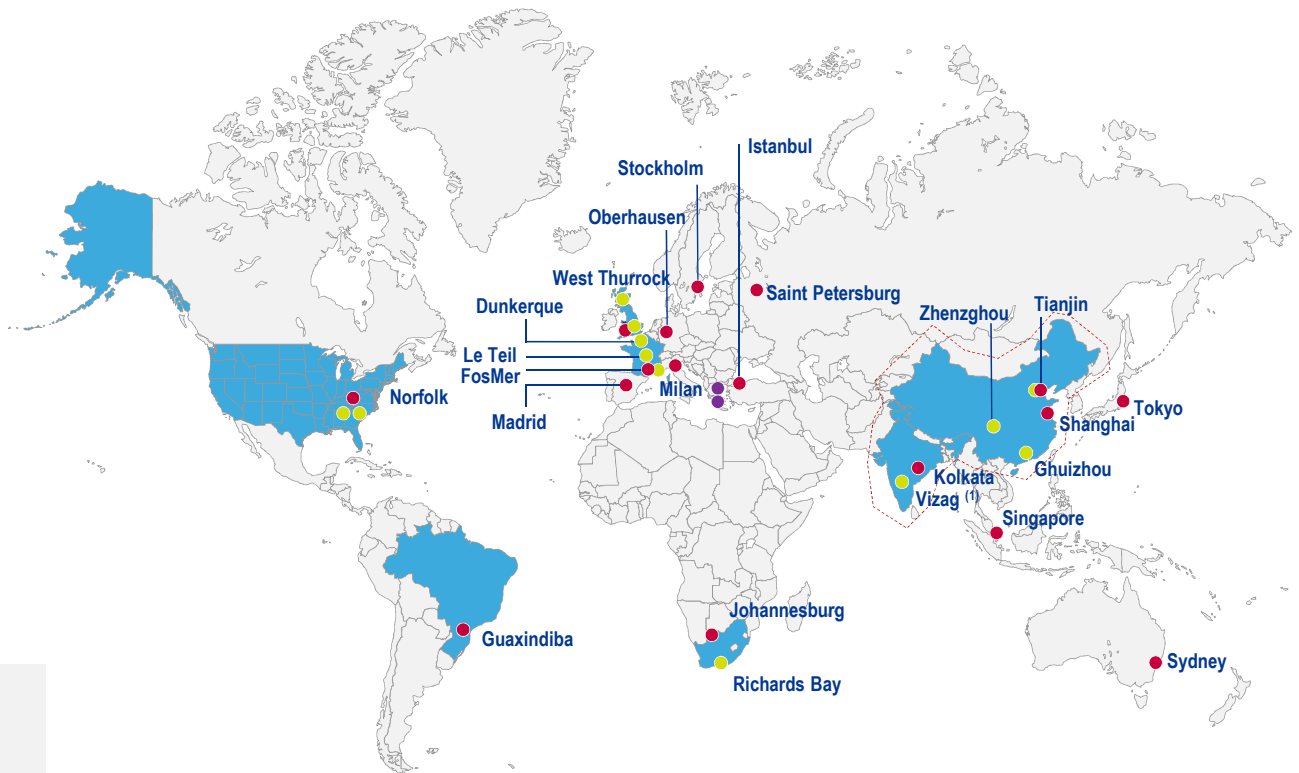 Istanbul
Stockholm
Oberhausen
West Thurrock
Saint Petersburg
Dunkerque
Zhenzghou
Tianjin
Le Teil
FosMer
Milan
Norfolk
Madrid
Tokyo
Shanghai
Ghuizhou
Kolkata
Vizag (1)
Singapore
Johannesburg
Guaxindiba
Sydney
Richards Bay